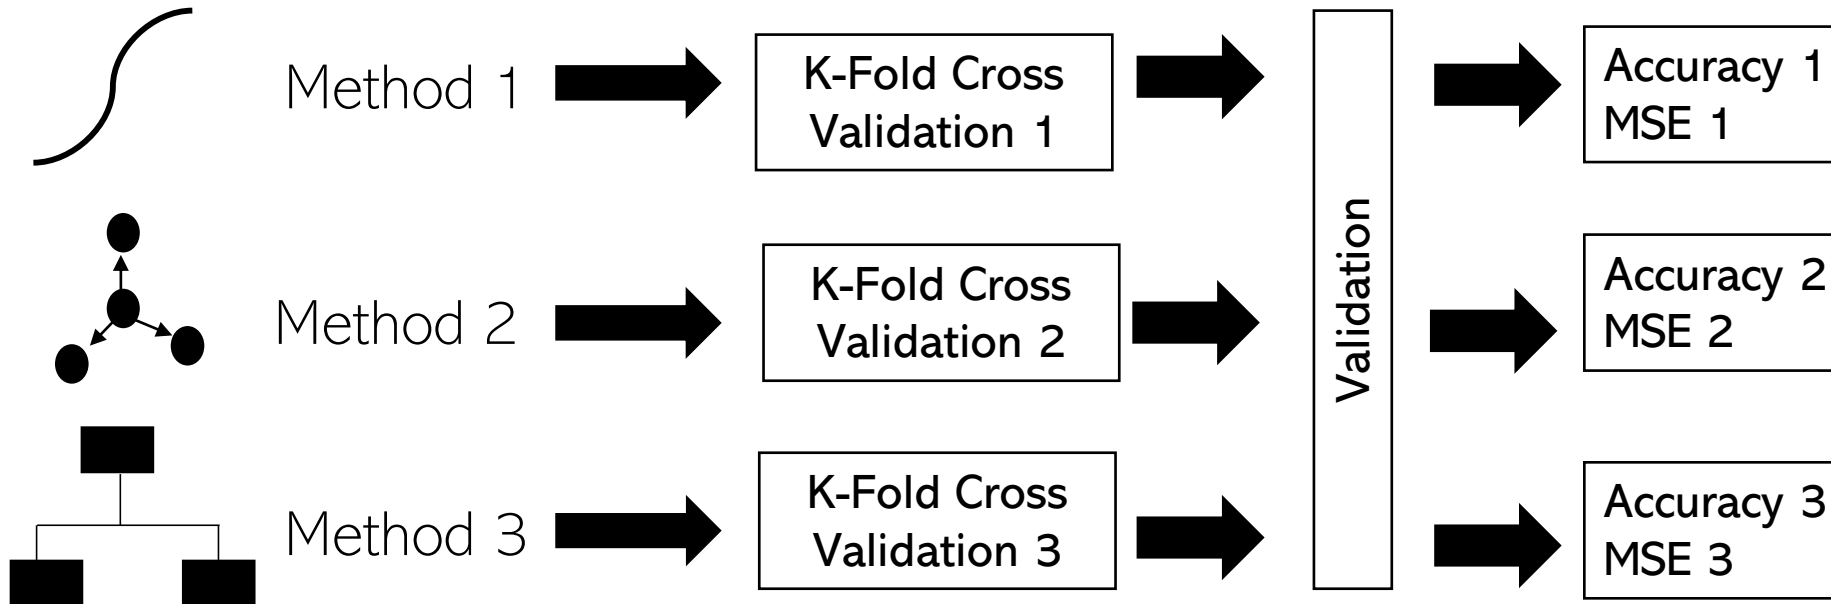 Method 1
K-Fold Cross
Validation 1
Accuracy 1
MSE 1
Method 2
K-Fold Cross
Validation 2
Validation
Accuracy 2
MSE 2
Method 3
K-Fold Cross
Validation 3
Accuracy 3
MSE 3